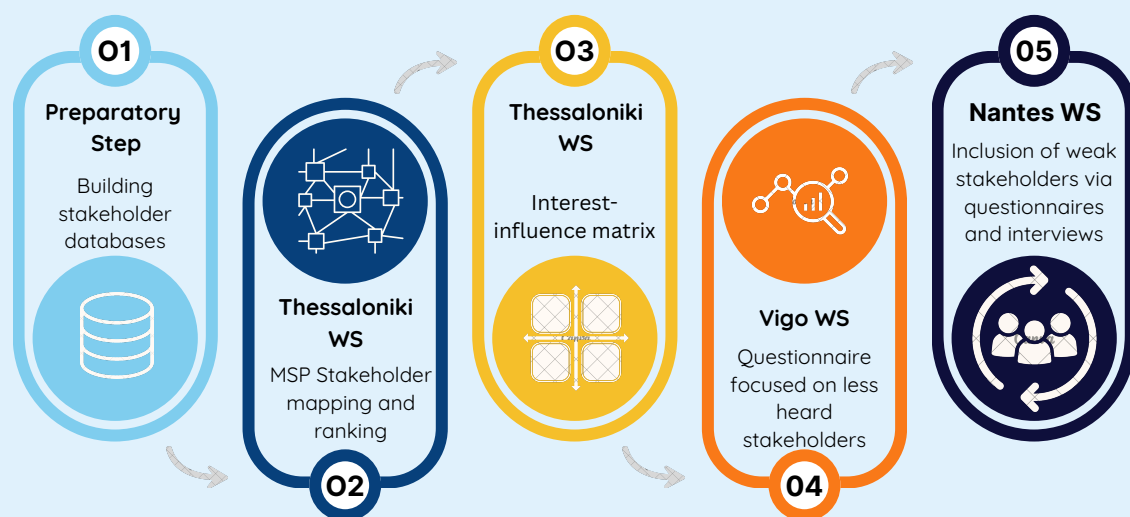 01
Preparatory
Step
Building
stakeholder
databases
02
Thessaloniki
WS
MSP Stakeholder
mapping and
ranking
03
Thessaloniki
WS
Interest-
influence matrix
04
Vigo WS
Questionnaire
focused on less
heard
stakeholders
05
Nantes WS
Inclusion of weak
stakeholders via
questionnaires
and interviews